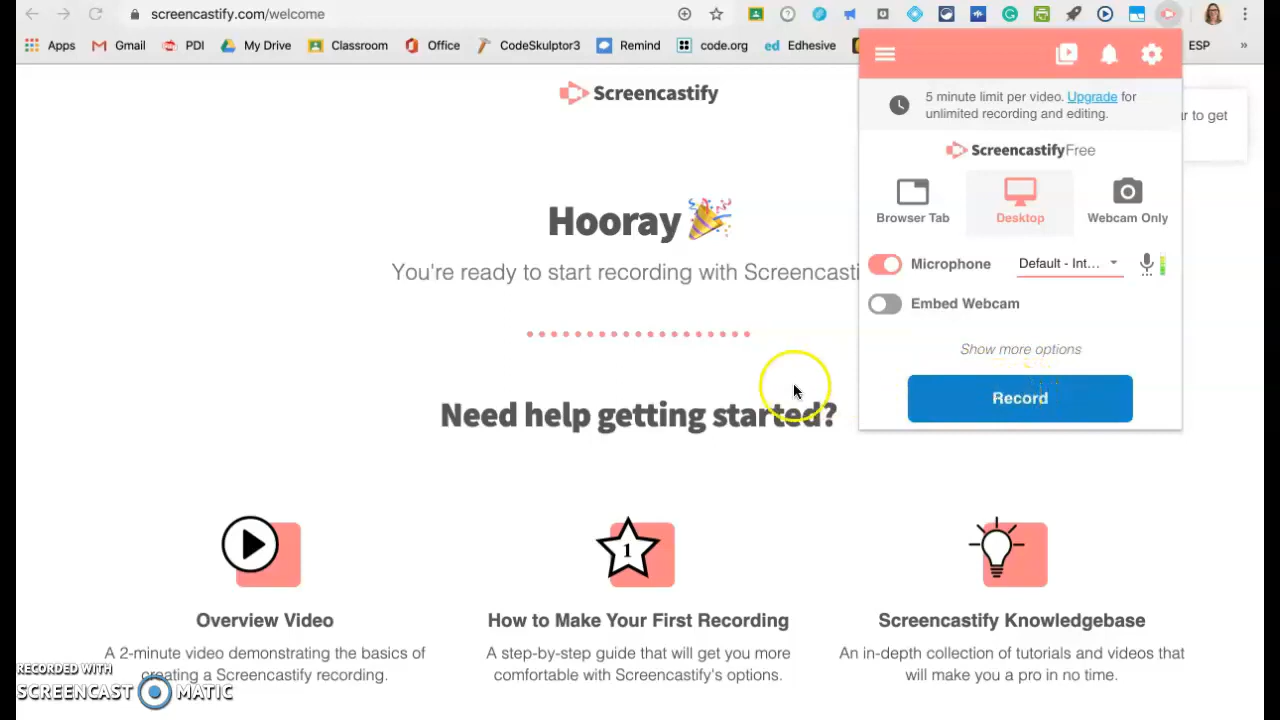 screencastify.com/welcome
Apps Gmail PDI My Drive Classroom Office CodeSkulptor3 Remind code.org ed Edhesive ESP »
Screencastify
5 minute limit per video. Upgrade for
unlimited recording and editing.
r to get
ScreencastifyFree
Browser Tab Desktop Webcam Only
Hooray
You're ready to start recording with Screencasti
Microphone Default - Int...
Embed Webcam
Show more options
Record
Need help getting started?
1
Overview Video
A 2-minute video demonstrating the basics of
creating a Screencastify recording.
How to Make Your First Recording
A step-by-step guide that will get you more
comfortable with Screencastify's options.
Screencastify Knowledgebase
An in-depth collection of tutorials and videos that
will make you a pro in no time.
RECORDED WITH
SCREENCAST MATIC